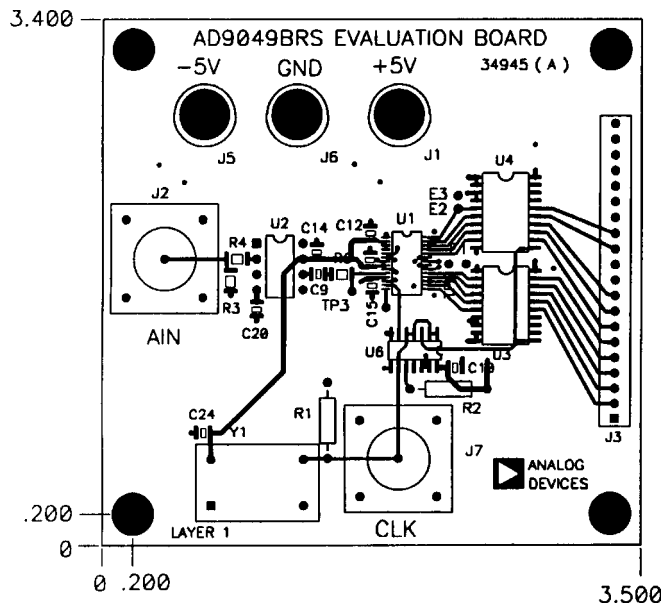 3.400
AD9049BRS EVALUATION BOARD
34945 (A)
-5V GND +5V
J5 J6 J1
U4
J2
E3
E2
R4 U2 C14 C12 U1
R3 C9 TP3 C15
C20
AIN
U6 U3
R2
C24 Y1 R1
J7 J3
ANALOG
DEVICES
LAYER 1 CLK
.200
0
0 .200 3.500